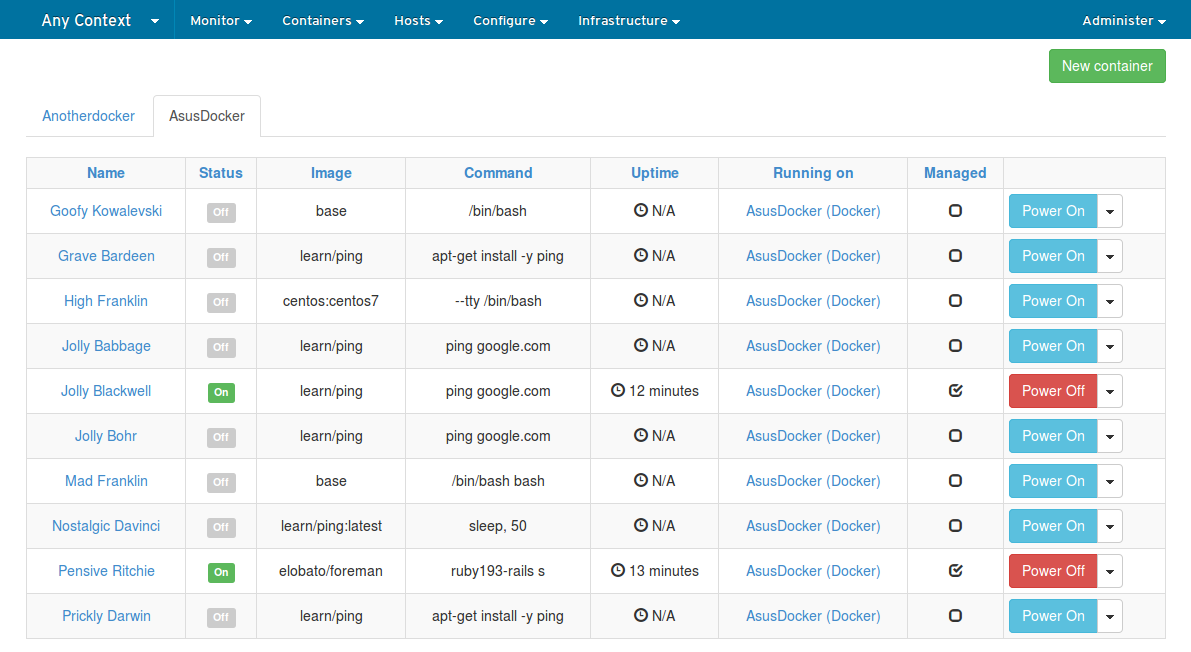 Any Context Monitor Containers Hosts Configure Infrastructure Administer
New container
Anotherdocker AsusDocker
Name Status Image Command Uptime Running on Managed
Goofy Kowalevski Off base /bin/bash N/A AsusDocker (Docker) Power On
Grave Bardeen Off learn/ping apt-get install -y ping N/A AsusDocker (Docker) Power On
High Franklin Off centos:centos7 --tty /bin/bash N/A AsusDocker (Docker) Power On
Jolly Babbage Off learn/ping ping google.com N/A AsusDocker (Docker) Power On
Jolly Blackwell On learn/ping ping google.com 12 minutes AsusDocker (Docker) Power Off
Jolly Bohr Off learn/ping ping google.com N/A AsusDocker (Docker) Power On
Mad Franklin Off base /bin/bash bash N/A AsusDocker (Docker) Power On
Nostalgic Davinci Off learn/ping:latest sleep, 50 N/A AsusDocker (Docker) Power On
Pensive Ritchie On elobato/foreman ruby193-rails s 13 minutes AsusDocker (Docker) Power Off
Prickly Darwin Off learn/ping apt-get install -y ping N/A AsusDocker (Docker) Power On